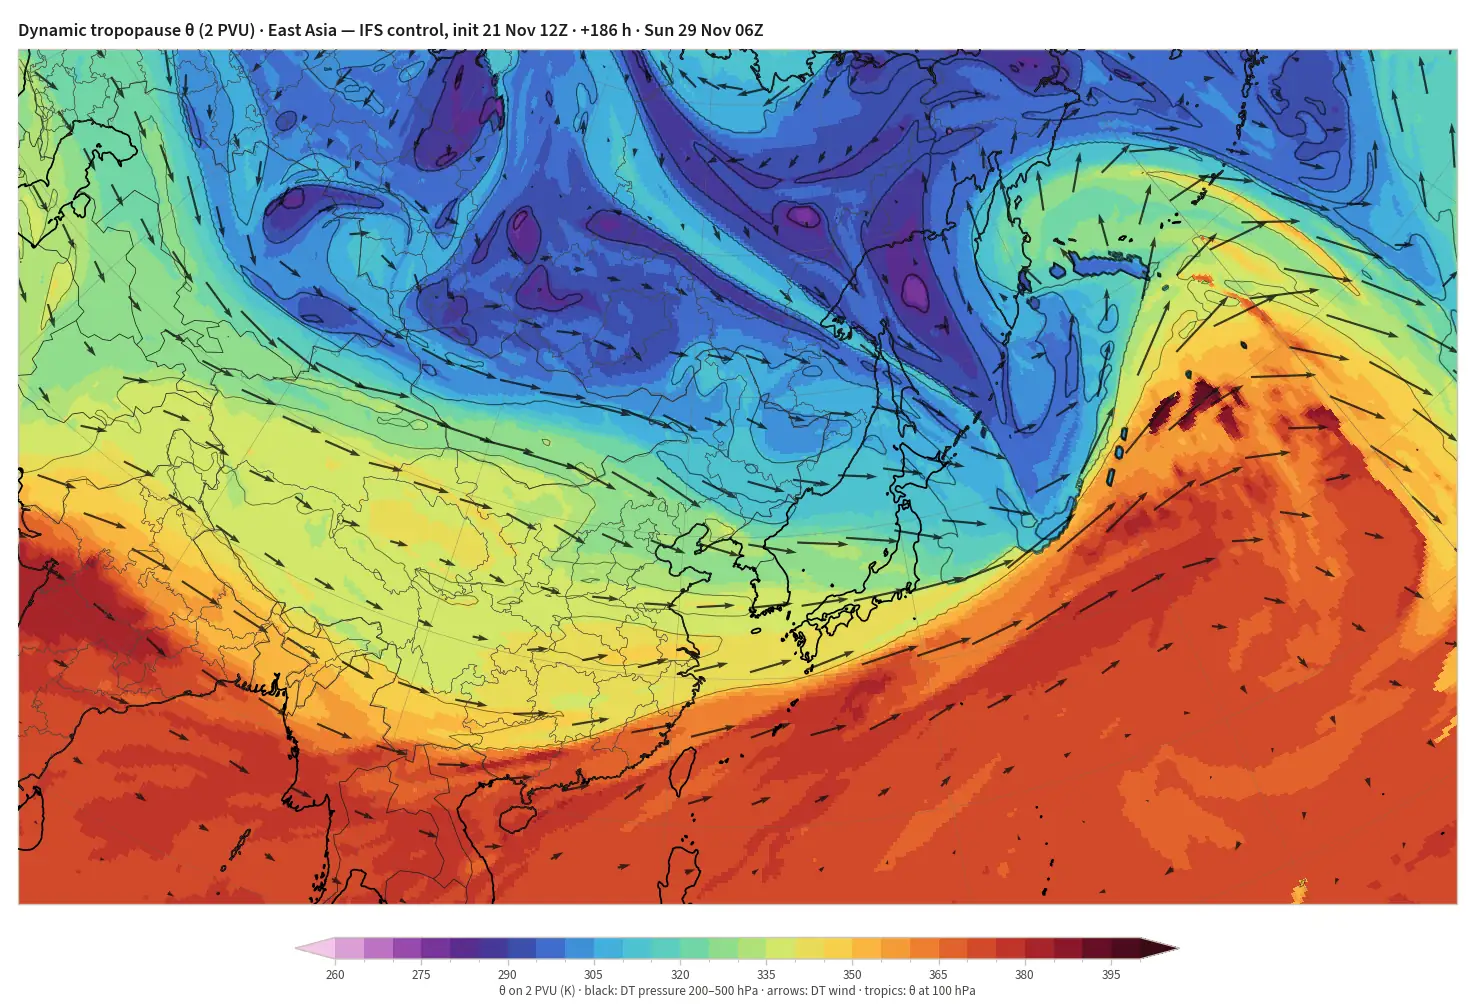 Dynamic tropopause θ (2 PVU) · East Asia — IFS control, init 21 Nov 12Z · +186 h · Sun 29 Nov 06Z
260 275 290 305 320 335 350 365 380 395
θ on 2 PVU (K) · black: DT pressure 200–500 hPa · arrows: DT wind · tropics: θ at 100 hPa